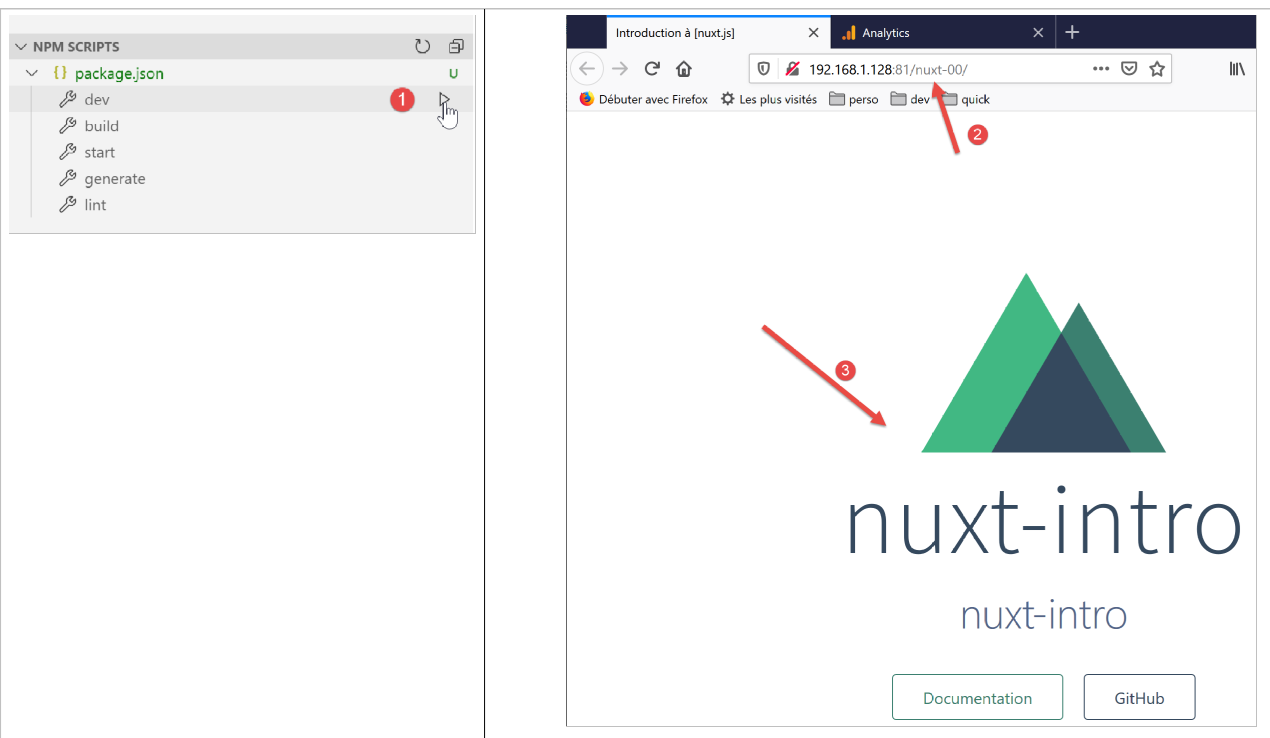 NPM SCRIPTS
{} package.json U
dev 1
build
start
generate
lint
Introduction à [nuxt.js]
Analytics
192.168.1.128:81/nuxt-00/
Débuter avec Firefox Les plus visités perso dev quick
2
3
nuxt-intro
nuxt-intro
Documentation GitHub